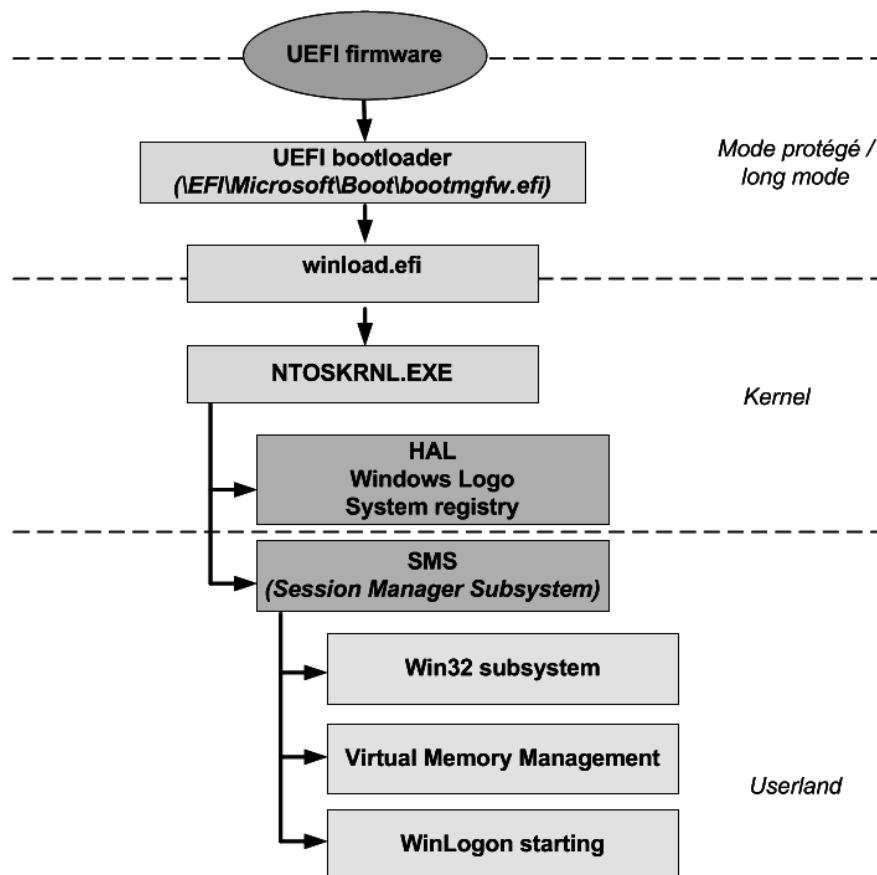 UEFI firmware
UEFI bootloader
(\EFI\Microsoft\Boot\bootmgfw.efi)
Mode protégé /
long mode
winload.efi
NTOSKRNL.EXE
Kernel
HAL
Windows Logo
System registry
SMS
(Session Manager Subsystem)
Win32 subsystem
Virtual Memory Management
Userland
WinLogon starting